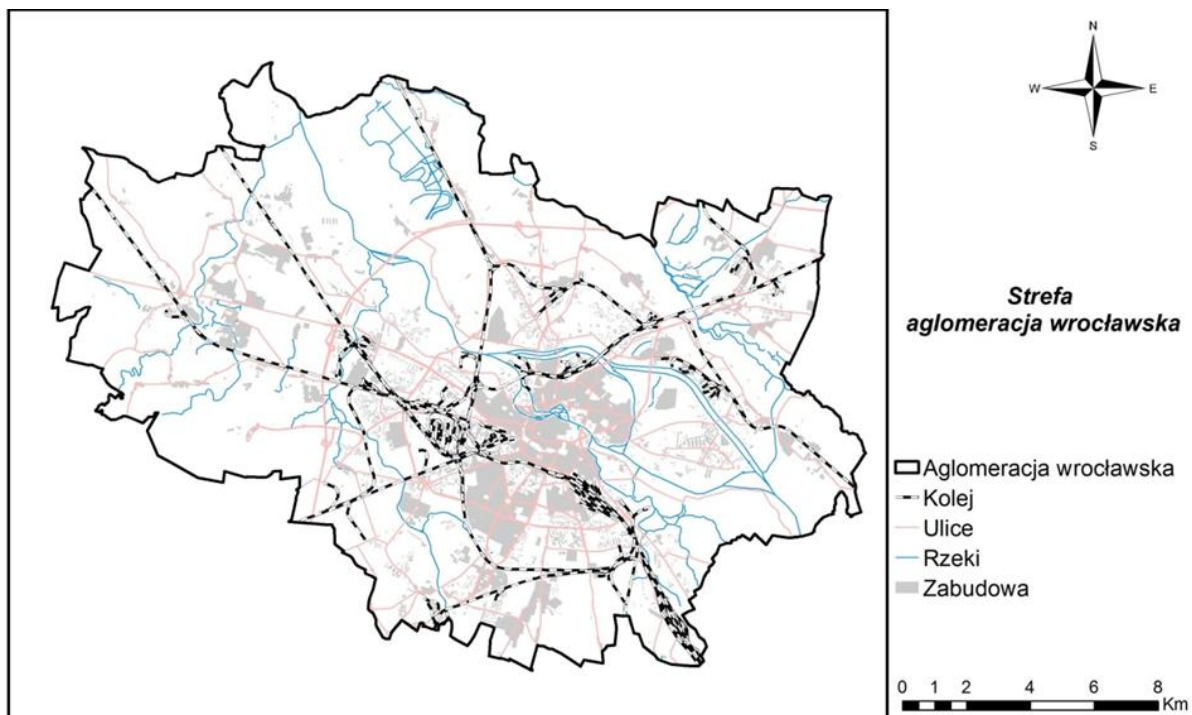 N
W E
S
Strefa
aglomeracja wrocławska
Aglomeracja wrocławska
Kolej
Ulice
Rzeki
Zabudowa
0 1 2 4 6 8
Km